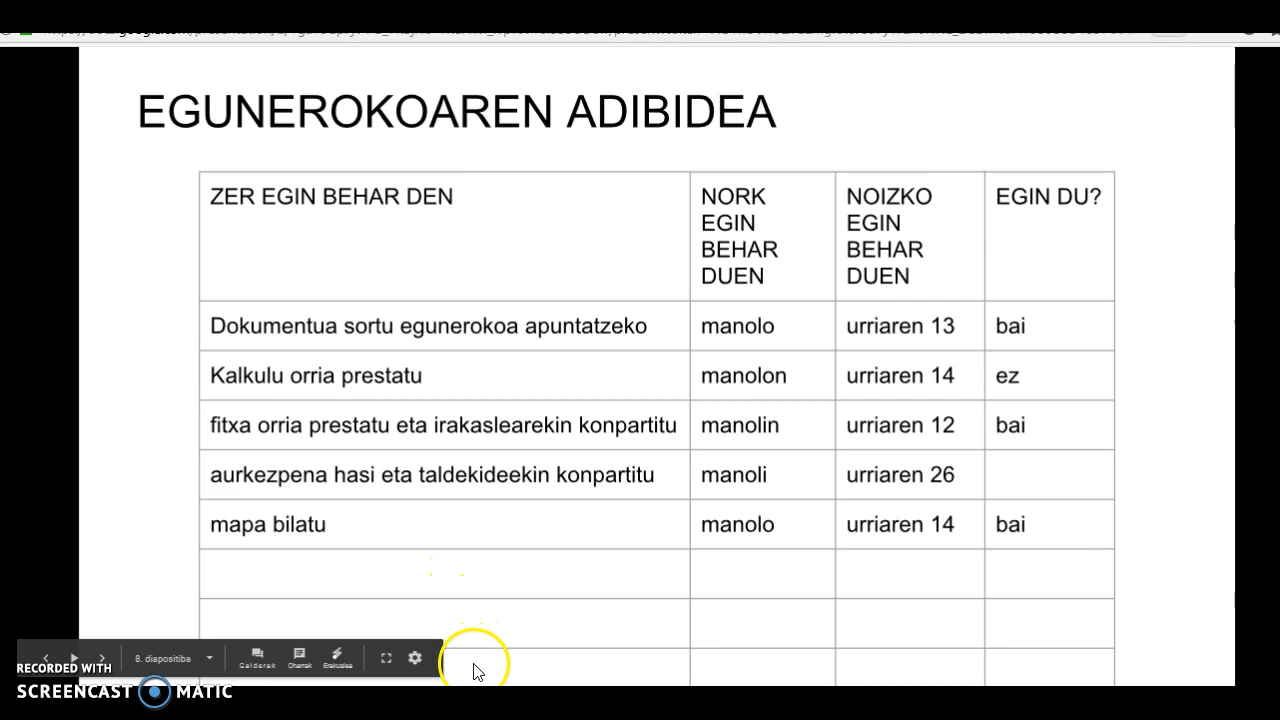 EGUNEROKOAREN ADIBIDEA
ZER EGIN BEHAR DEN
NORK
EGIN
BEHAR
DUEN
NOIZKO
EGIN
BEHAR
DUEN
EGIN DU?
Dokumentua sortu egunerokoa apuntatzeko manolo urriaren 13 bai
Kalkulu orria prestatu manolon urriaren 14 ez
fitxa orria prestatu eta irakaslearekin konpartitu manolin urriaren 12 bai
aurkezpena hasi eta taldekideekin konpartitu manoli urriaren 26
mapa bilatu manolo urriaren 14 bai
8. diapositiba
Galderak Oharrak Erakuslea
RECORDED WITH
SCREENCAST MATIC